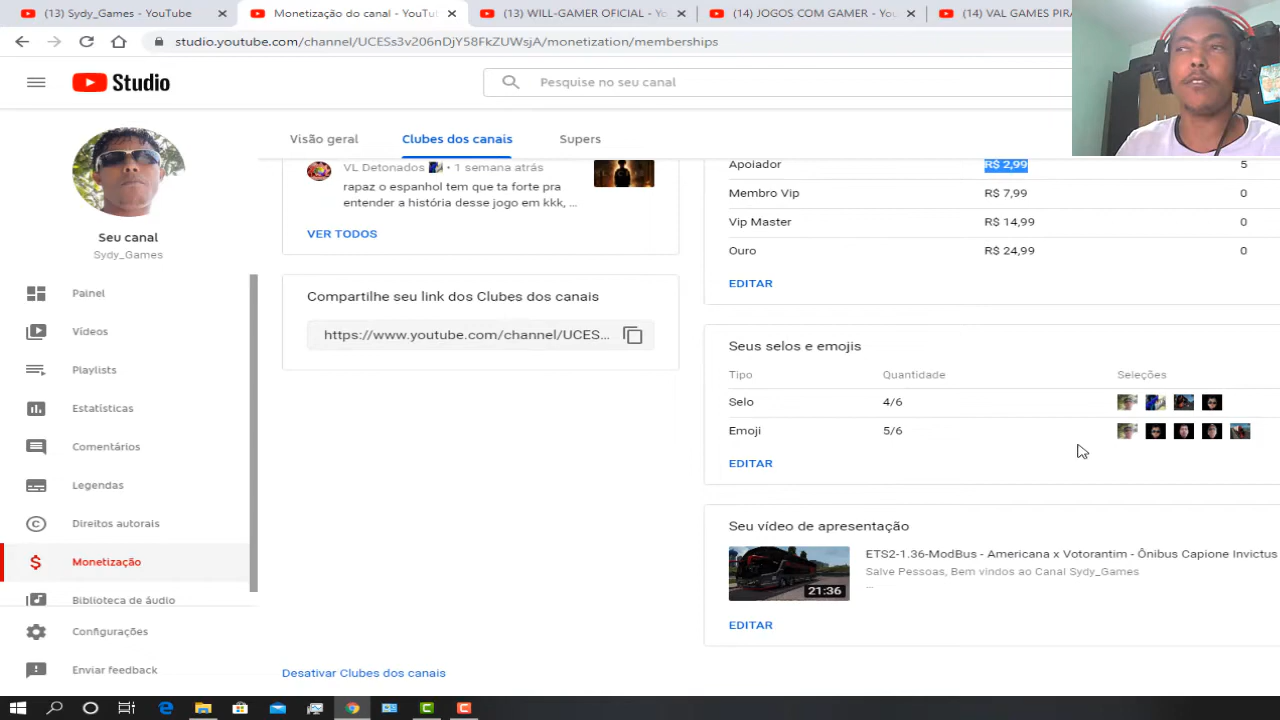 (13) Sydy_Games - YouTube
Monetização do canal - YouTu
(13) WILL-GAMER OFICIAL - Yo
(14) JOGOS COM GAMER - You
(14) VAL GAMES PIRA
studio.youtube.com/channel/UCESs3v206nDjY58FkZUWsjA/monetization/memberships
Studio
Pesquise no seu canal
Visão geral
Clubes dos canais
Supers
Seu canal
Sydy_Games
Painel
Vídeos
Playlists
Estatísticas
Comentários
Legendas
Direitos autorais
Monetização
Biblioteca de áudio
Configurações
Enviar feedback
VL Detonados • 1 semana atrás
rapaz o espanhol tem que ta forte pra
entender a história desse jogo em kkk, ...
VER TODOS
Compartilhe seu link dos Clubes dos canais
https://www.youtube.com/channel/UCES...
Desativar Clubes dos canais
Apoiador R$ 2,99 5
Membro Vip R$ 7,99 0
Vip Master R$ 14,99 0
Ouro R$ 24,99 0
EDITAR
Seus selos e emojis
Tipo Quantidade Seleções
Selo 4/6
Emoji 5/6
EDITAR
Seu vídeo de apresentação
ETS2-1.36-ModBus - Americana x Votorantim - Ônibus Capione Invictus
Salve Pessoas, Bem vindos ao Canal Sydy_Games
...
21:36
EDITAR